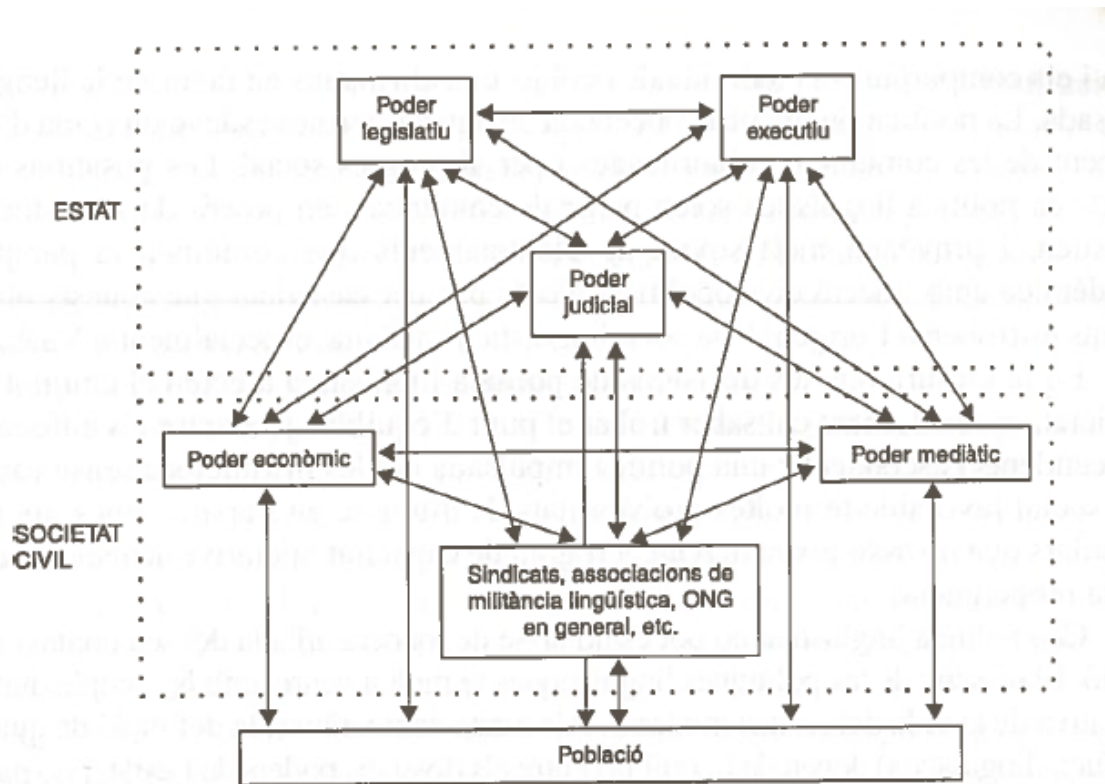 Poder
legislatiu
Poder
executiu
ESTAT
Poder
judicial
Poder econòmic
Poder mediàtic
SOCIETAT
CIVIL
Sindicats, associacions de
militància lingüística, ONG
en general, etc.
Població